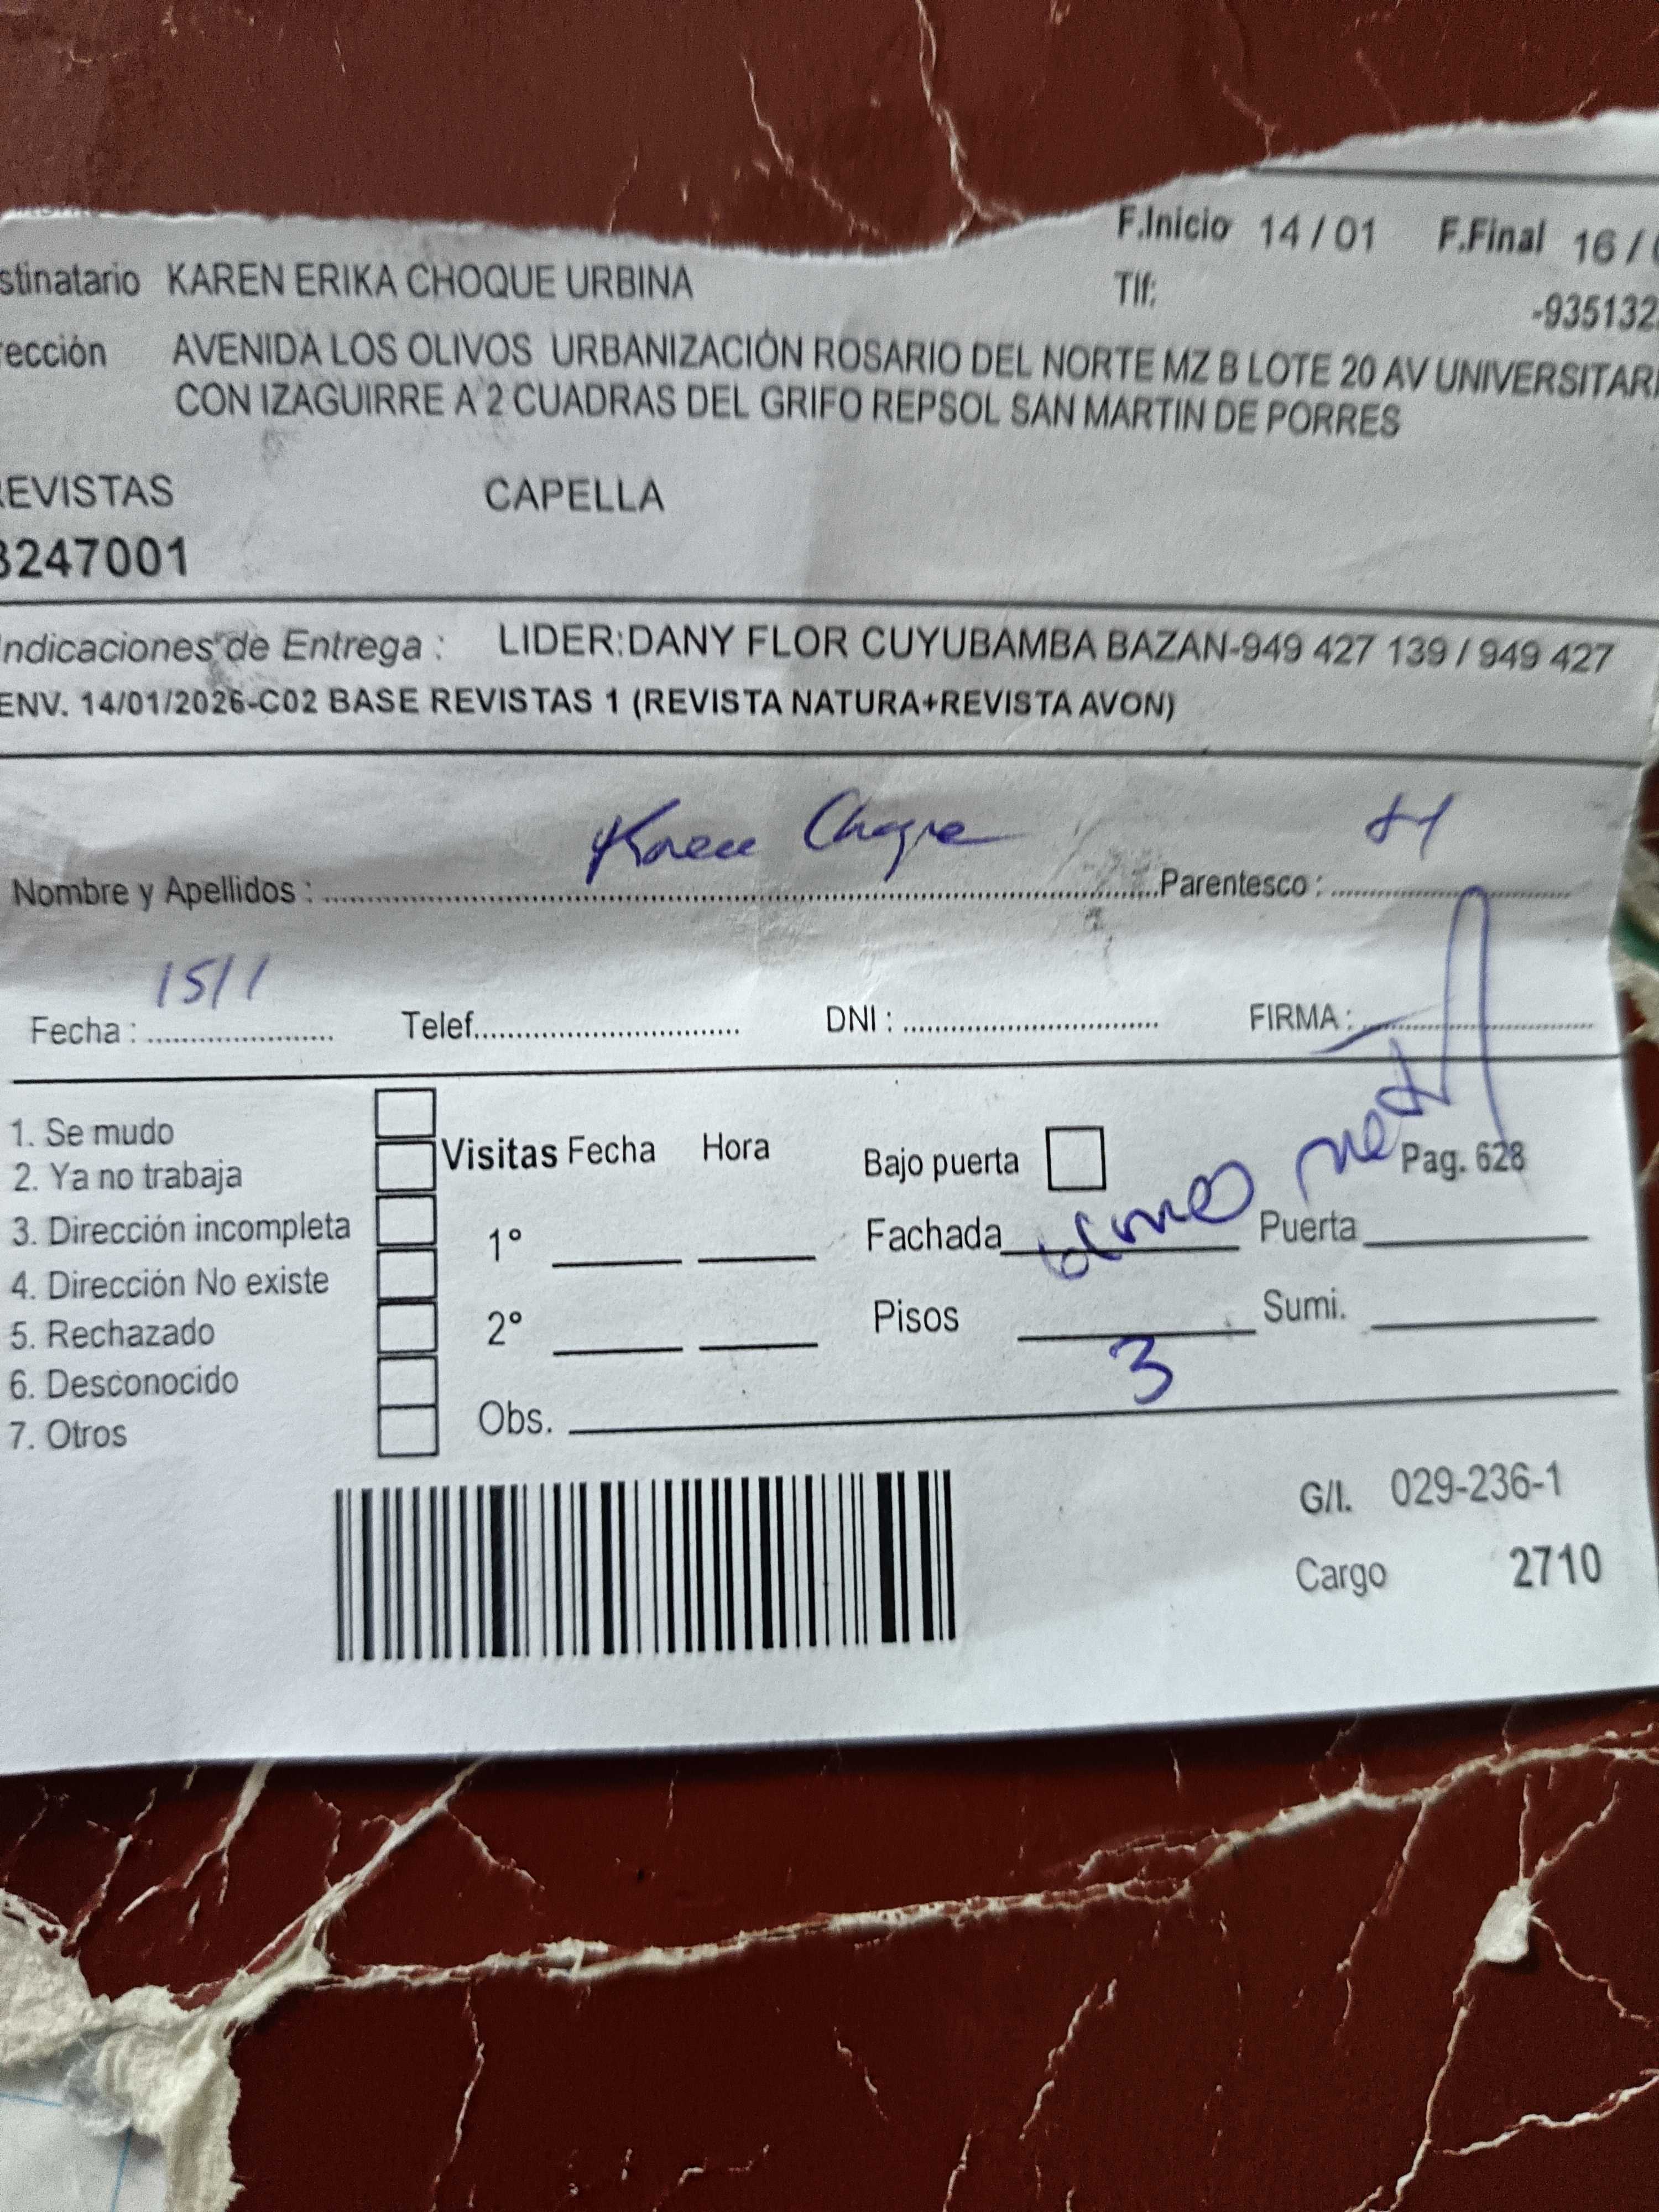 F.Inicio 14 / 01 F.Final 16 / 0
stinatario KAREN ERIKA CHOQUE URBINA Tlf:
-935132
rección AVENIDA LOS OLIVOS URBANIZACIÓN ROSARIO DEL NORTE MZ B LOTE 20 AV UNIVERSITARI
CON IZAGUIRRE A 2 CUADRAS DEL GRIFO REPSOL SAN MARTIN DE PORRES
REVISTAS CAPELLA
3247001
Indicaciones de Entrega : LIDER:DANY FLOR CUYUBAMBA BAZAN-949 427 139 / 949 427
ENV. 14/01/2026-C02 BASE REVISTAS 1 (REVISTA NATURA+REVISTA AVON)
Nombre y Apellidos : Karen Choque Parentesco :
Fecha : 15/1 Telef. DNI : FIRMA :
1. Se mudo
2. Ya no trabaja
3. Dirección incompleta
4. Dirección No existe
5. Rechazado
6. Desconocido
7. Otros
Visitas Fecha Hora
1°
2°
Obs.
Bajo puerta Pag. 628
Fachada Puerta
Pisos 3 Sumi.
G/I. 029-236-1
Cargo 2710